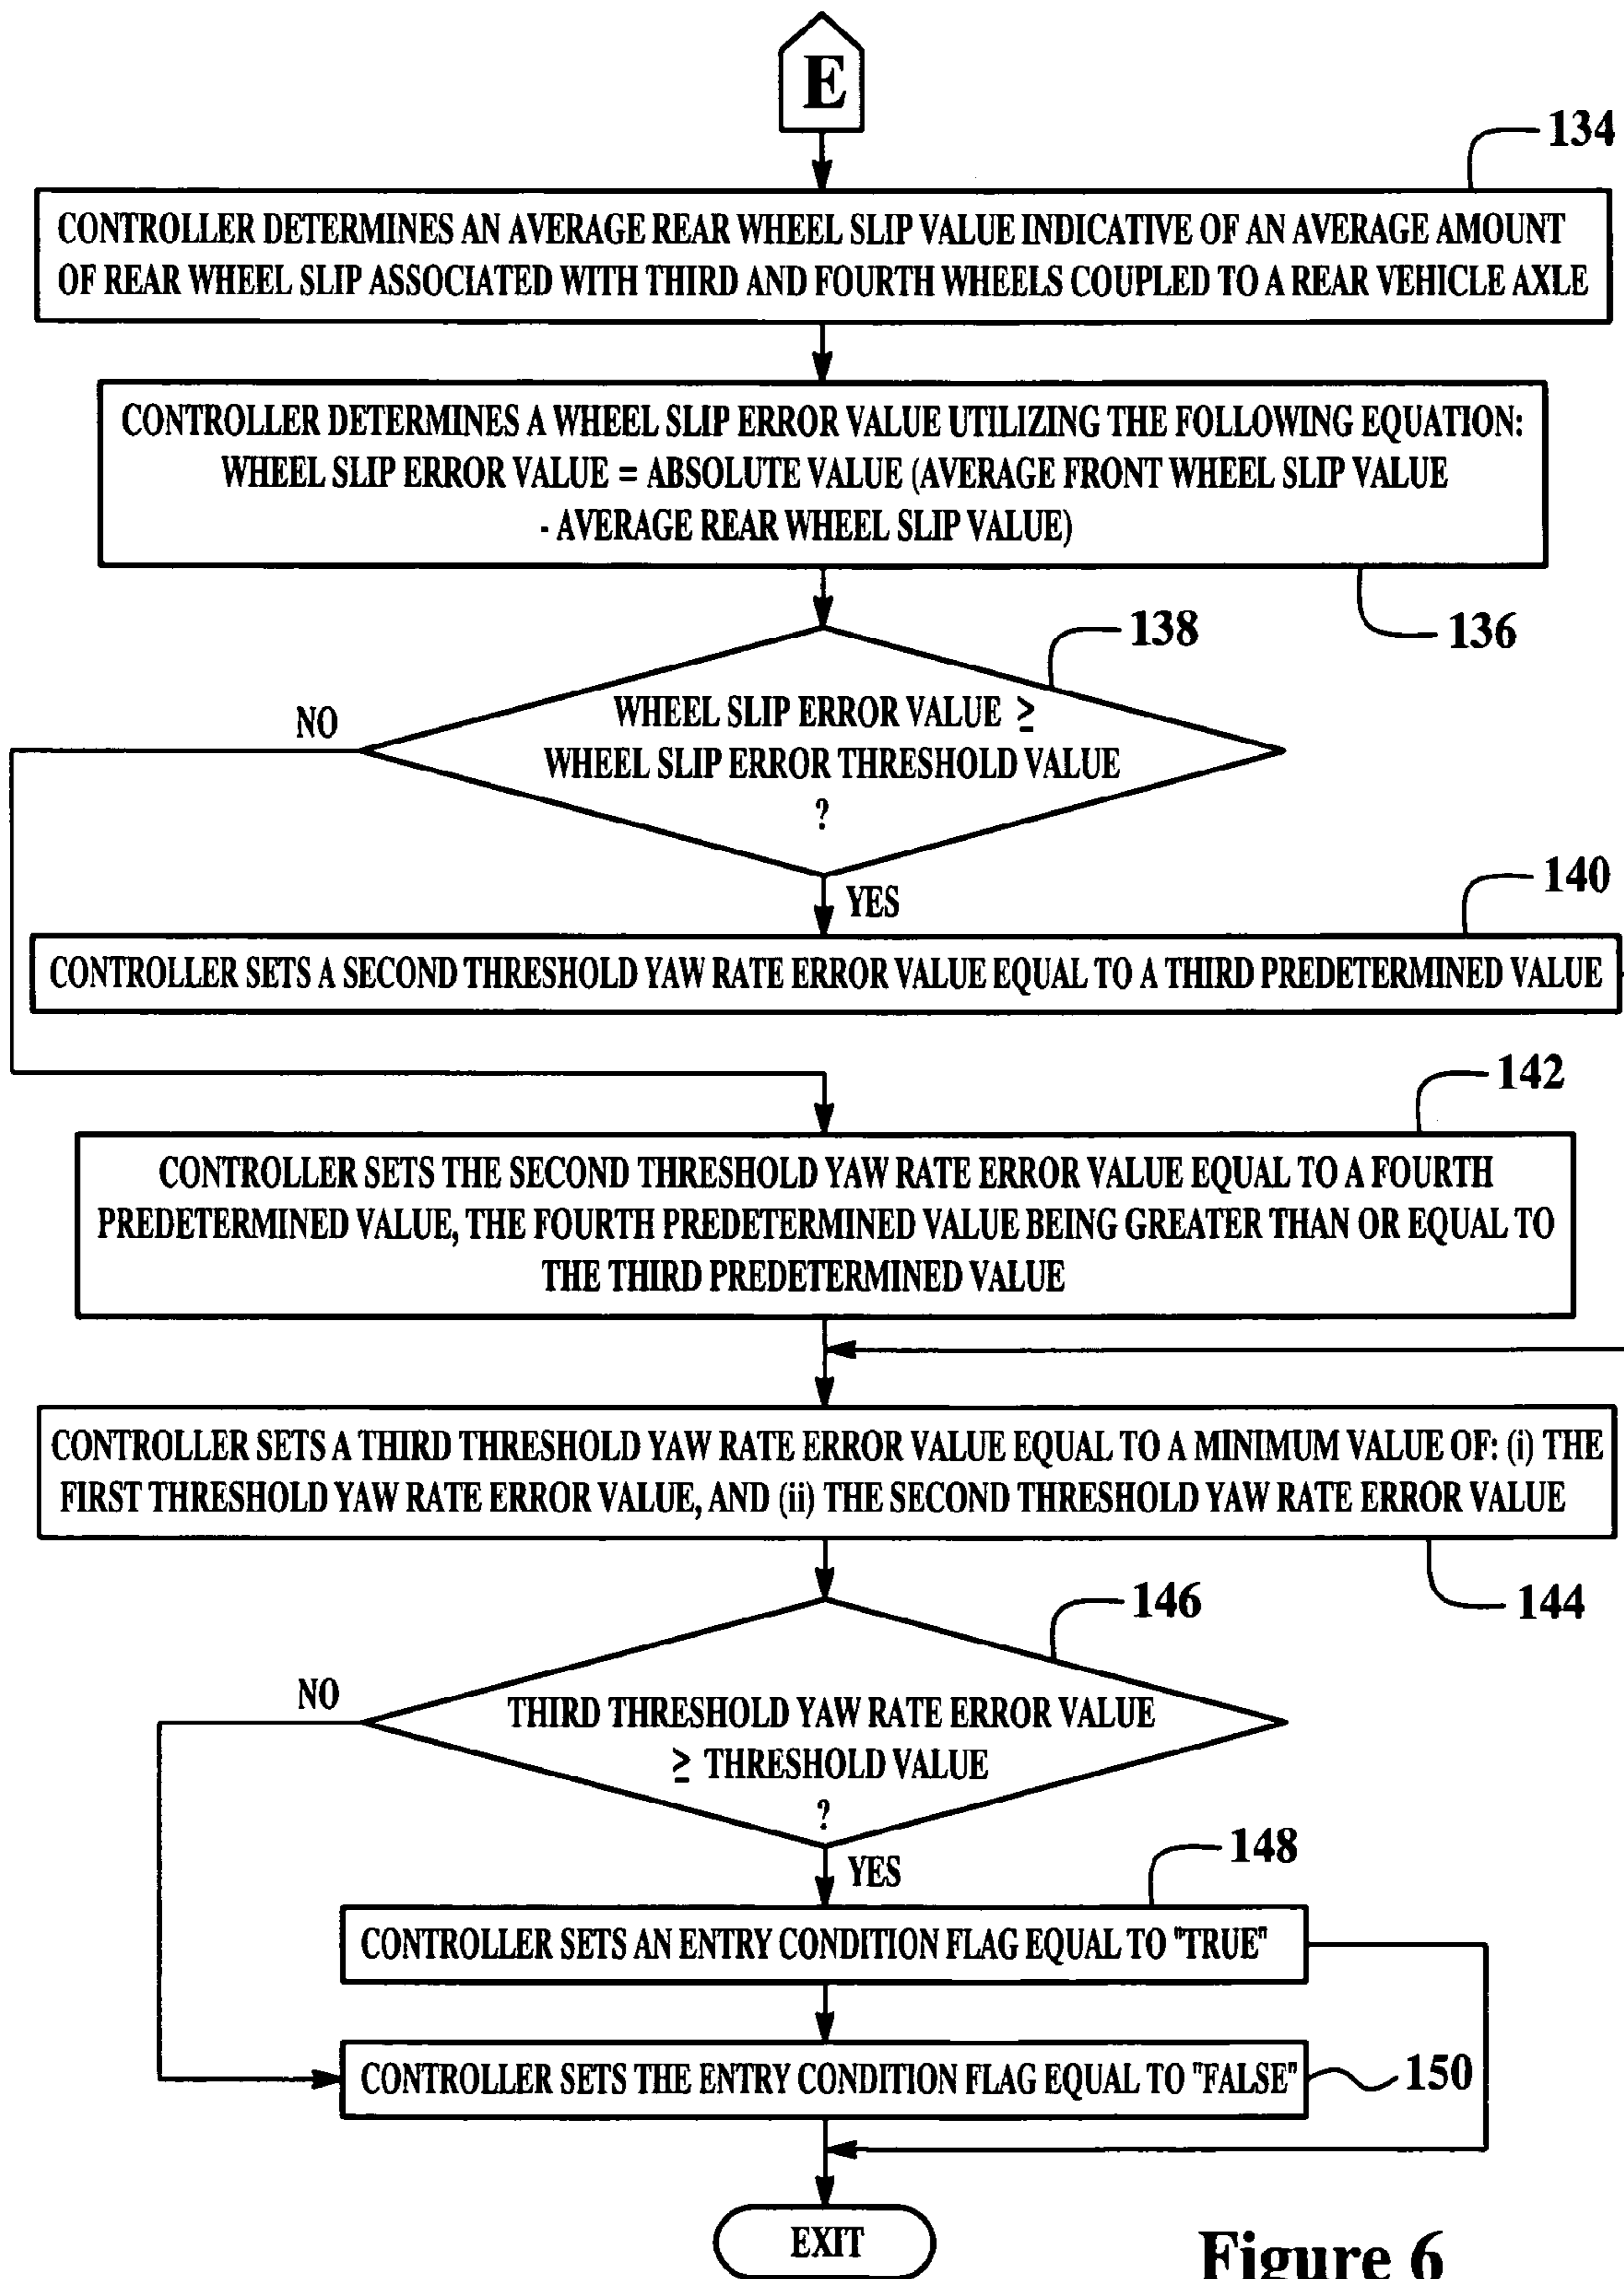 E
134
CONTROLLER DETERMINES AN AVERAGE REAR WHEEL SLIP VALUE INDICATIVE OF AN AVERAGE AMOUNT
OF REAR WHEEL SLIP ASSOCIATED WITH THIRD AND FOURTH WHEELS COUPLED TO A REAR VEHICLE AXLE
CONTROLLER DETERMINES A WHEEL SLIP ERROR VALUE UTILIZING THE FOLLOWING EQUATION:
WHEEL SLIP ERROR VALUE = ABSOLUTE VALUE (AVERAGE FRONT WHEEL SLIP VALUE
- AVERAGE REAR WHEEL SLIP VALUE)
136
138
WHEEL SLIP ERROR VALUE ≥
WHEEL SLIP ERROR THRESHOLD VALUE
?
NO
YES
140
CONTROLLER SETS A SECOND THRESHOLD YAW RATE ERROR VALUE EQUAL TO A THIRD PREDETERMINED VALUE
142
CONTROLLER SETS THE SECOND THRESHOLD YAW RATE ERROR VALUE EQUAL TO A FOURTH
PREDETERMINED VALUE, THE FOURTH PREDETERMINED VALUE BEING GREATER THAN OR EQUAL TO
THE THIRD PREDETERMINED VALUE
CONTROLLER SETS A THIRD THRESHOLD YAW RATE ERROR VALUE EQUAL TO A MINIMUM VALUE OF: (i) THE
FIRST THRESHOLD YAW RATE ERROR VALUE, AND (ii) THE SECOND THRESHOLD YAW RATE ERROR VALUE
144
146
NO
THIRD THRESHOLD YAW RATE ERROR VALUE
≥ THRESHOLD VALUE
?
YES
148
CONTROLLER SETS AN ENTRY CONDITION FLAG EQUAL TO "TRUE"
CONTROLLER SETS THE ENTRY CONDITION FLAG EQUAL TO "FALSE"
150
EXIT
Figure 6